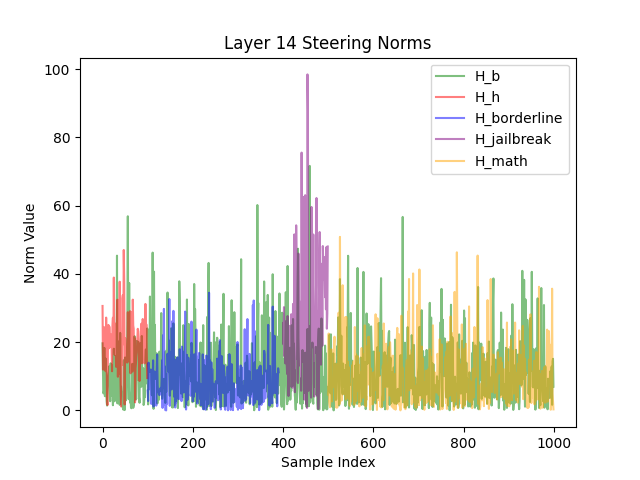 Layer 14 Steering Norms
100
80
60
40
20
0
Norm Value
H_b
H_h
H_borderline
H_jailbreak
H_math
0
200
400
600
800
1000
Sample Index